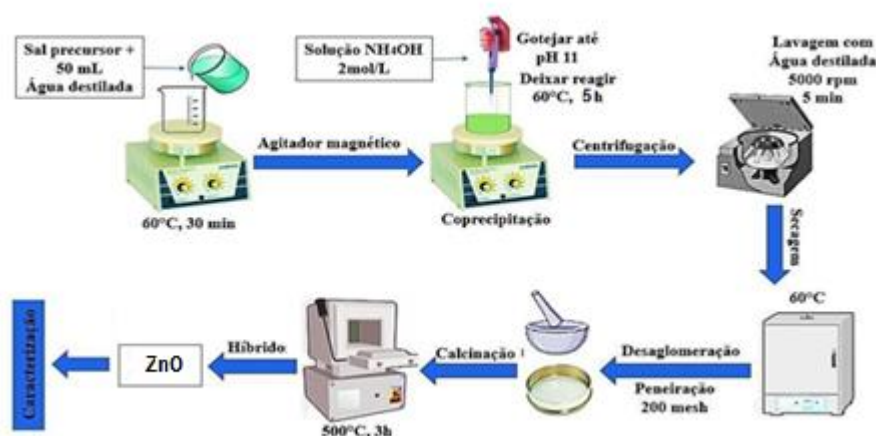 Sal precursor +
50 mL
Água destilada
60°C, 30 min
Agitador magnético
Solução NH4OH
2mol/L
Gotejar até
pH 11
Deixar reagir
60°C, 5 h
Coprecipitação
Centrifugação
Lavagem com
Água destilada
5000 rpm
5 min
Secagem
60°C
Desaglomeração
Peneiração
200 mesh
Calcinação
500°C, 3h
Híbrido
ZnO
Caracterização